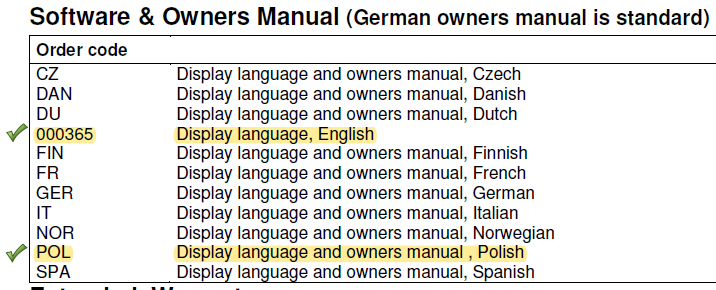 Software & Owners Manual (German owners manual is standard)
Order code
CZ Display language and owners manual, Czech
DAN Display language and owners manual, Danish
DU Display language and owners manual, Dutch
000365 Display language, English
FIN Display language and owners manual, Finnish
FR Display language and owners manual, French
GER Display language and owners manual, German
IT Display language and owners manual, Italian
NOR Display language and owners manual, Norwegian
POL Display language and owners manual , Polish
SPA Display language and owners manual, Spanish